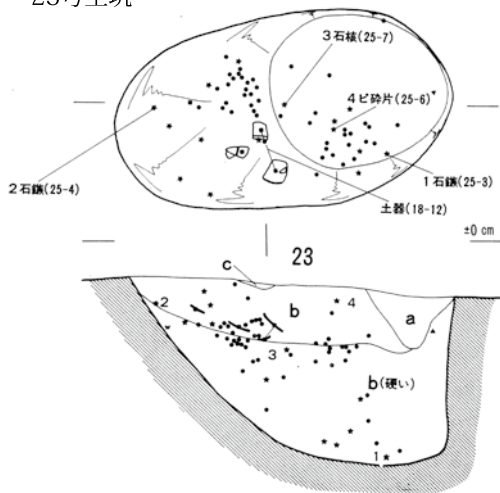 23号土坑
3石核(25-7)
4ピ砕片(25-6)
2石鏃(25-4)
1石鏃(25-3)
土器(18-12)
±0 cm
23
c
2
b
4
a
3
b(硬い)
1